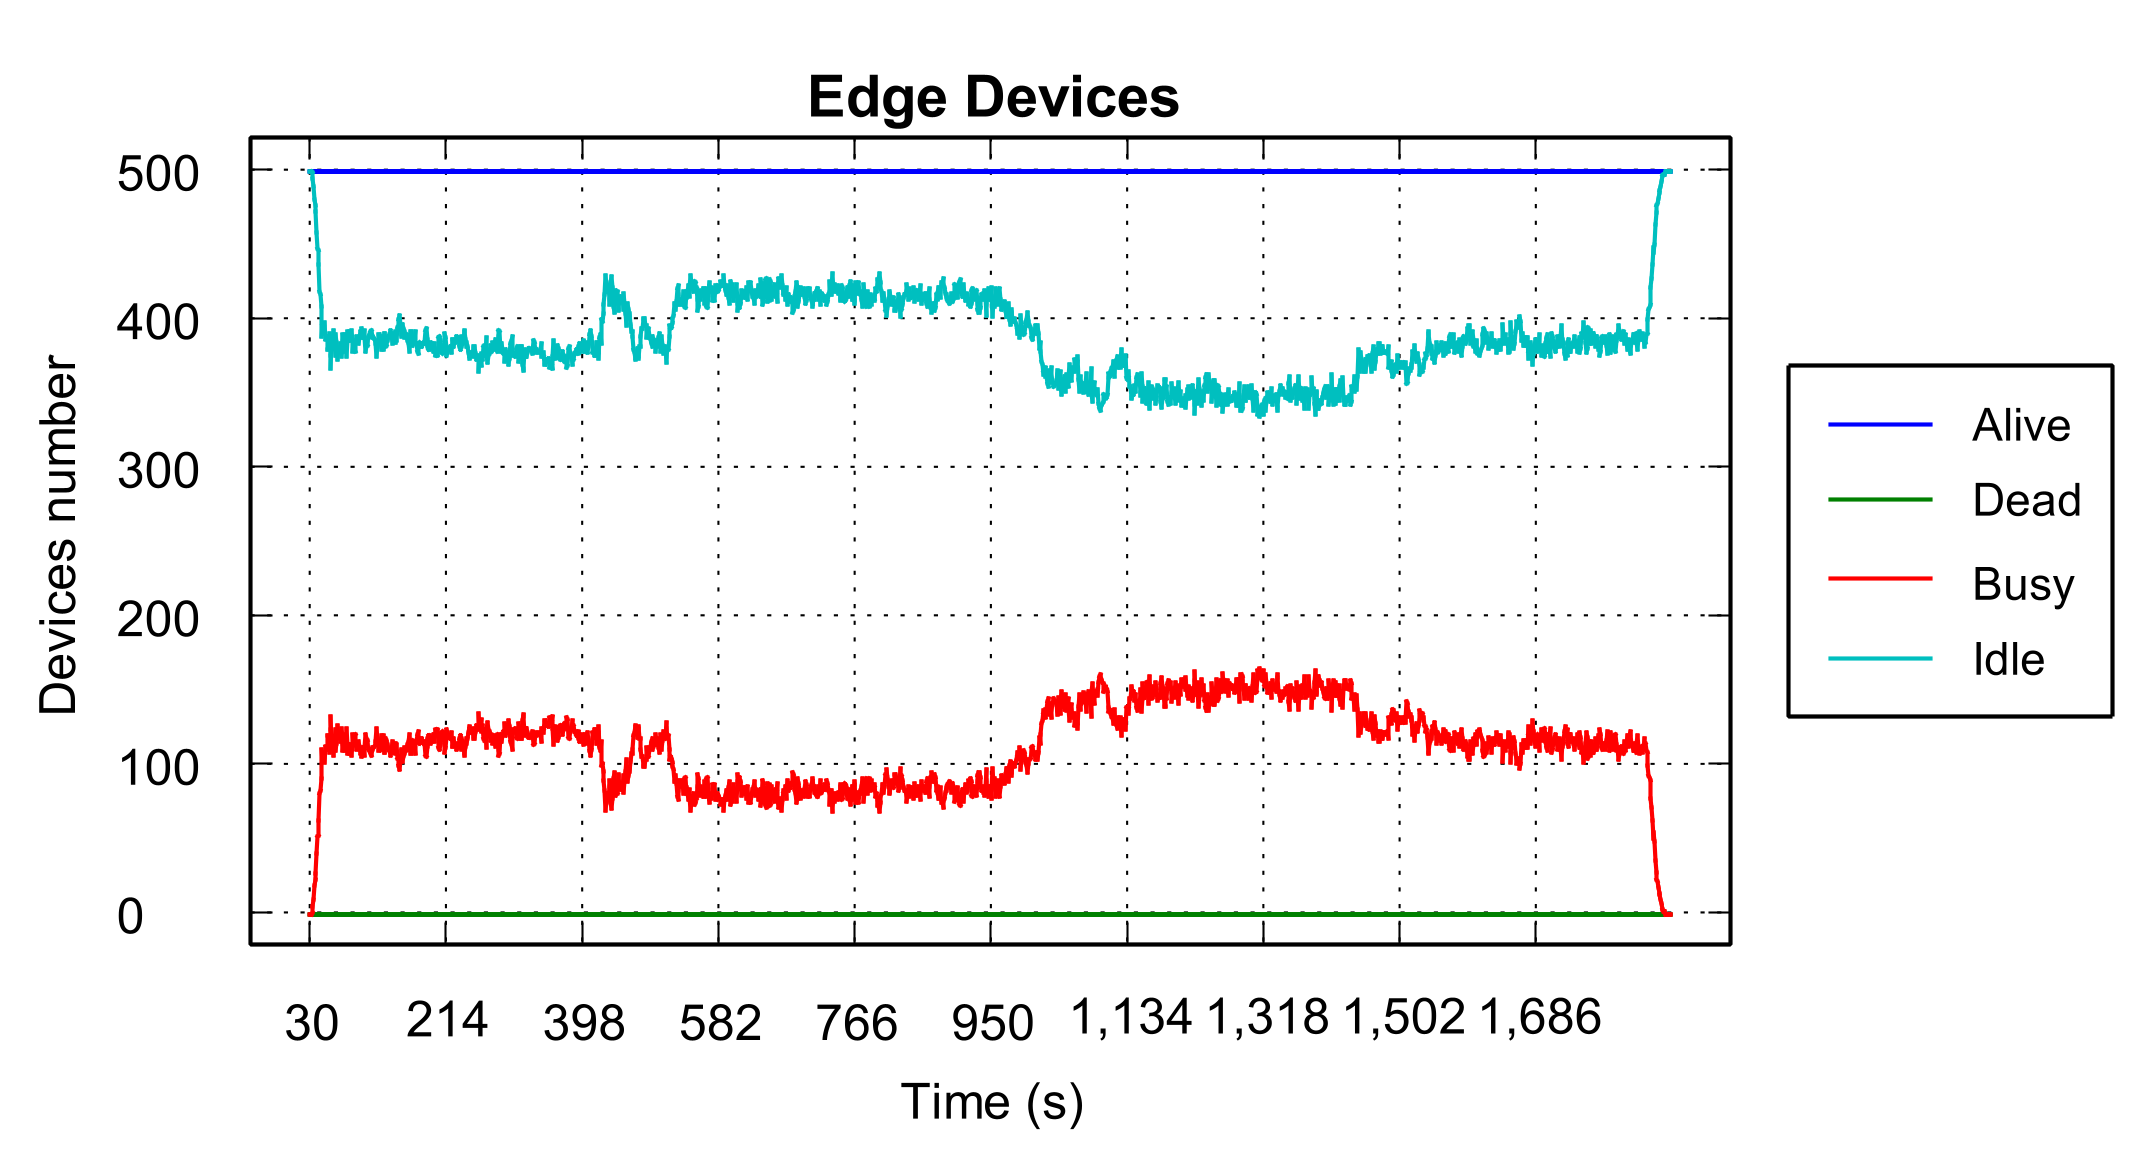 Edge Devices
Devices number
500
400
300
200
100
0
30 214 398 582 766 950 1,134 1,318 1,502 1,686
Time (s)
Alive
Dead
Busy
Idle